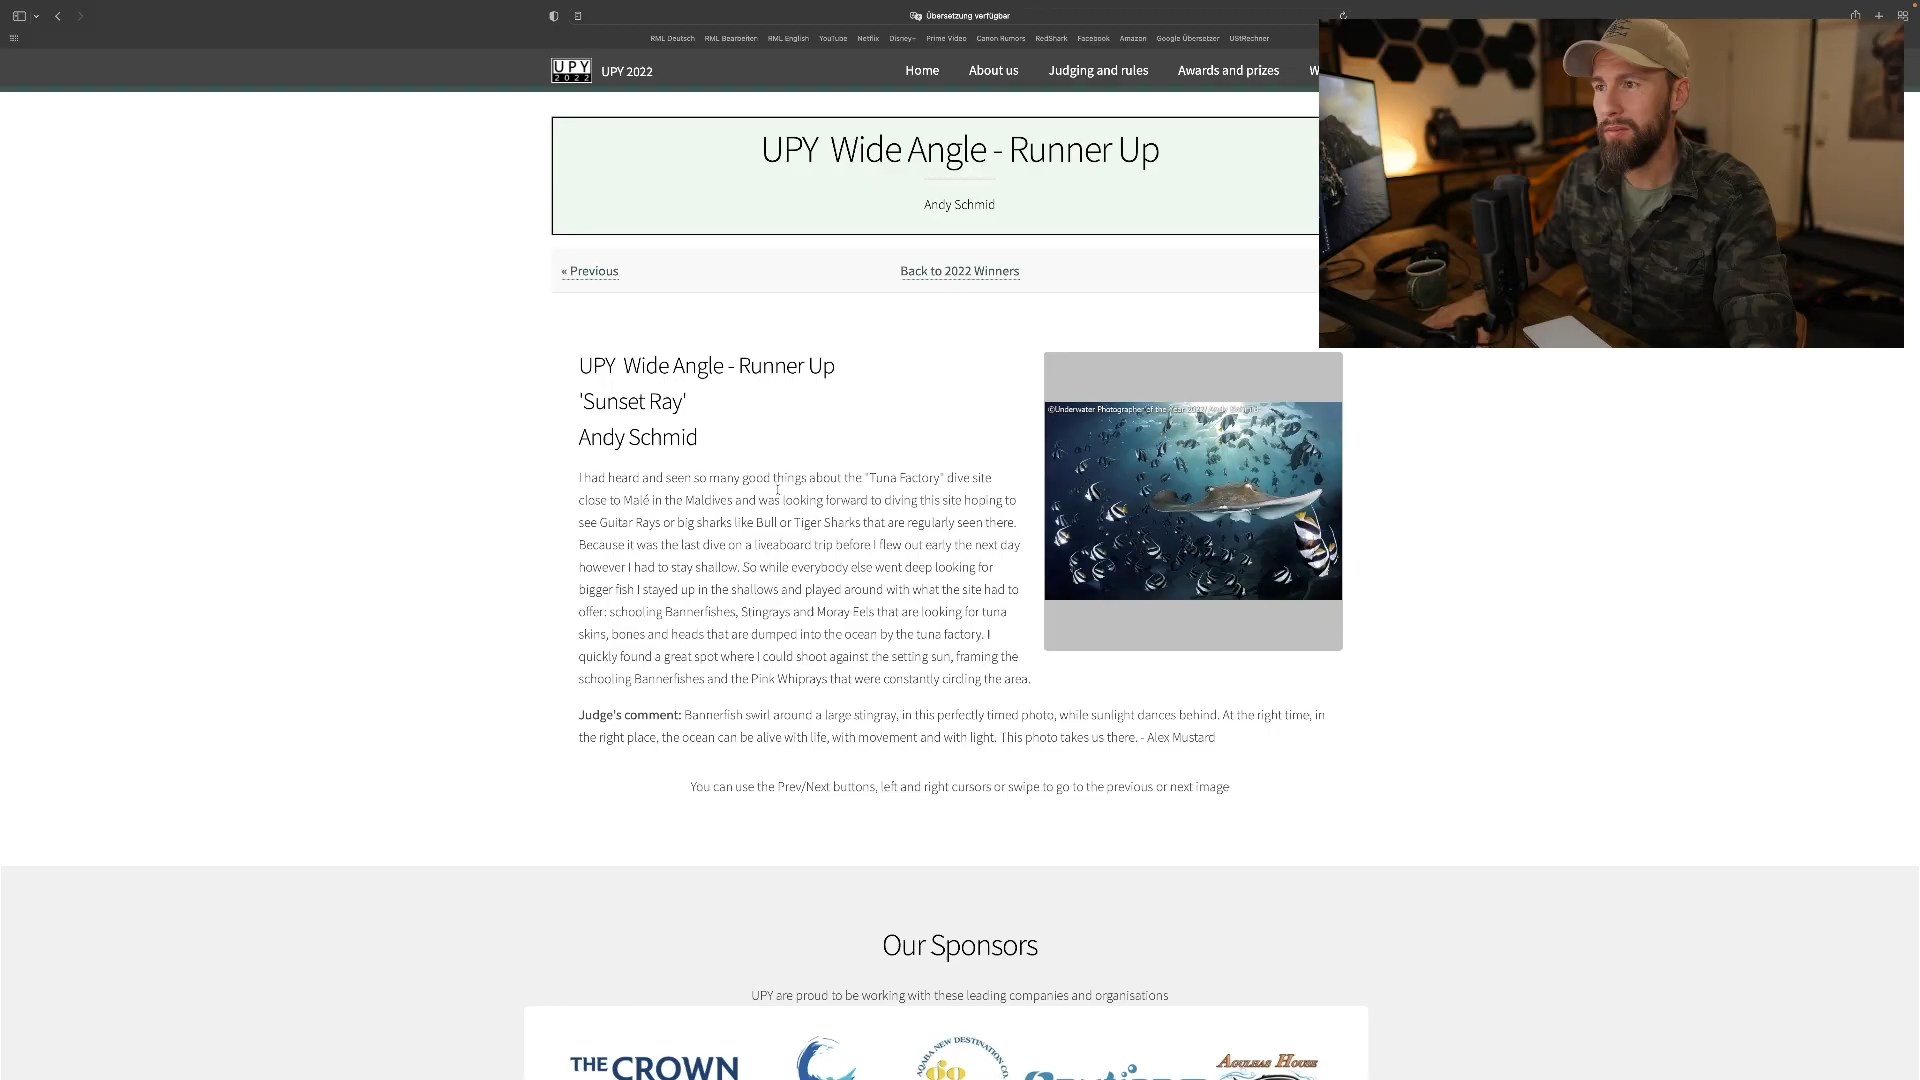 Übersetzung verfügbar
RML Deutsch RML Bearbeiten RML English YouTube Netflix Disney+ Prime Video Canon Rumors RedShark Facebook Amazon Google Übersetzer UStRechner
UPY 2022 UPY 2022 Home About us Judging and rules Awards and prizes W
UPY Wide Angle - Runner Up
Andy Schmid
« Previous Back to 2022 Winners
UPY Wide Angle - Runner Up
'Sunset Ray'
Andy Schmid
I had heard and seen so many good things about the "Tuna Factory" dive site
close to Malé in the Maldives and was looking forward to diving this site hoping to
see Guitar Rays or big sharks like Bull or Tiger Sharks that are regularly seen there.
Because it was the last dive on a liveaboard trip before I flew out early the next day
however I had to stay shallow. So while everybody else went deep looking for
bigger fish I stayed up in the shallows and played around with what the site had to
offer: schooling Bannerfishes, Stingrays and Moray Eels that are looking for tuna
skins, bones and heads that are dumped into the ocean by the tuna factory. I
quickly found a great spot where I could shoot against the setting sun, framing the
schooling Bannerfishes and the Pink Whiprays that were constantly circling the area.
©Underwater Photographer of the Year
Judge's comment: Bannerfish swirl around a large stingray, in this perfectly timed photo, while sunlight dances behind. At the right time, in
the right place, the ocean can be alive with life, with movement and with light. This photo takes us there. - Alex Mustard
You can use the Prev/Next buttons, left and right cursors or swipe to go to the previous or next image
Our Sponsors
UPY are proud to be working with these leading companies and organisations
THE CROWN
AQABA NEW DESTINATION CO.
AGULHAS HOUSE